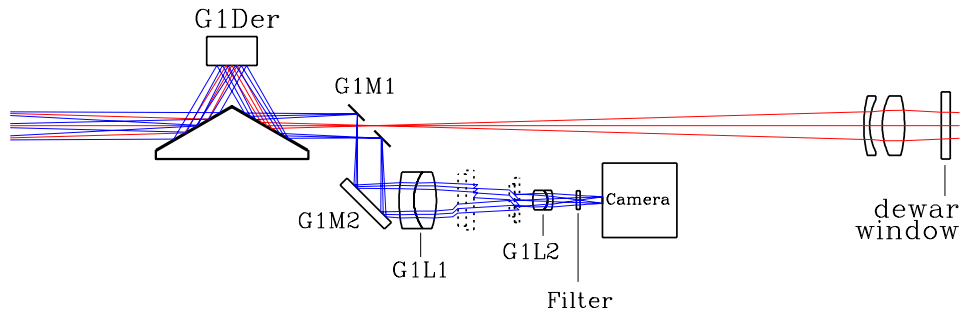 G1Der
G1M1
G1M2
Camera
G1L1
G1L2
Filter
dewar
window